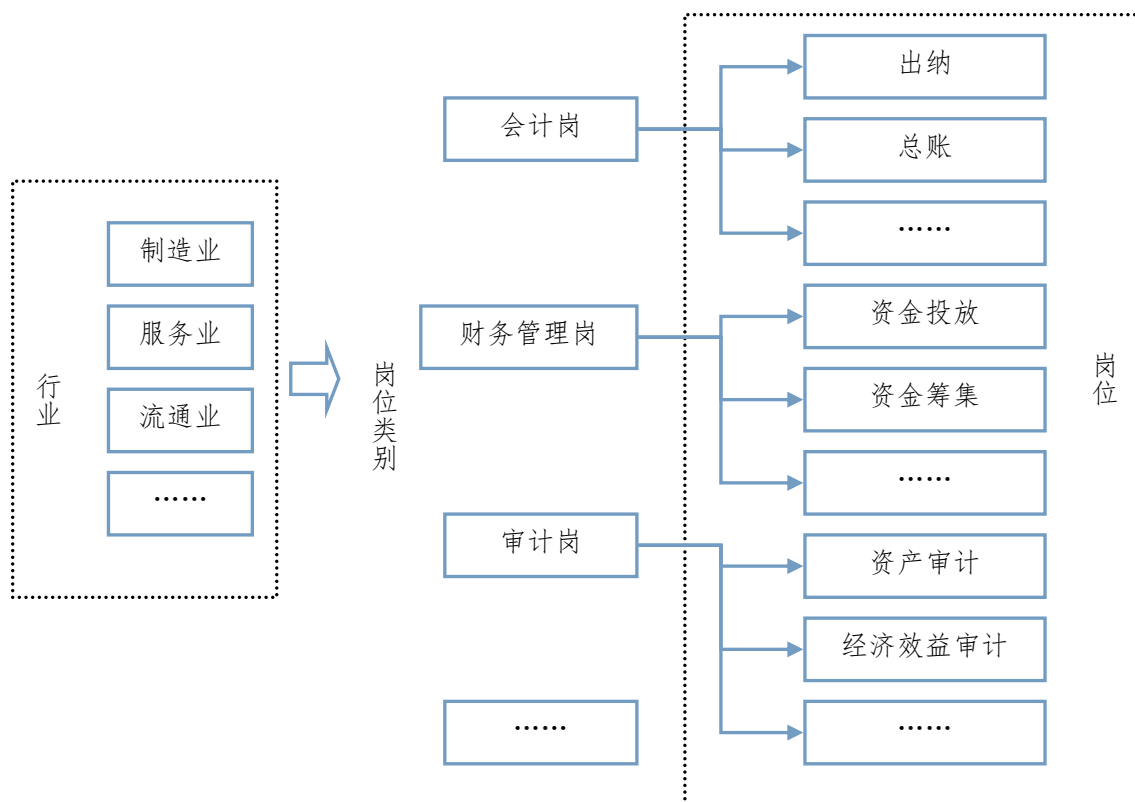 行业
制造业
服务业
流通业
……
岗位类别
会计岗
财务管理岗
审计岗
……
出纳
总账
……
资金投放
资金筹集
……
资产审计
经济效益审计
……
岗位